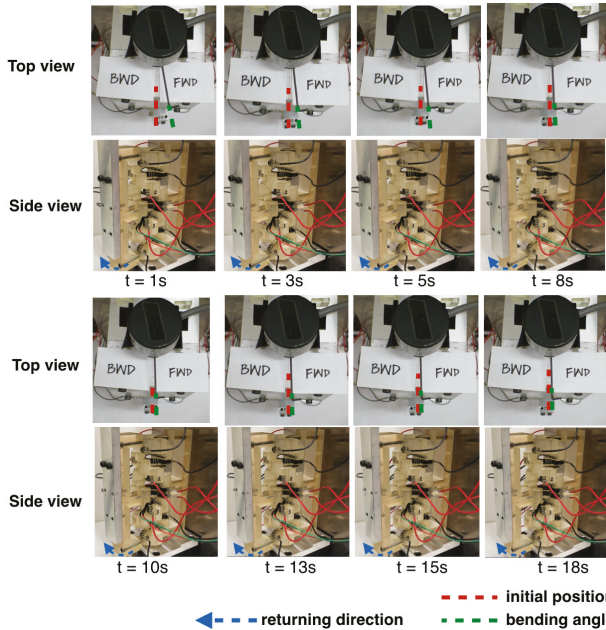 Top view
BWD FWD BWD FWD BWD FWD BWD FWD
Side view
t = 1s t = 3s t = 5s t = 8s
Top view
BWD FWD BWD FWD BWD FWD BWD FWD
Side view
t = 10s t = 13s t = 15s t = 18s
initial position
returning direction bending angl